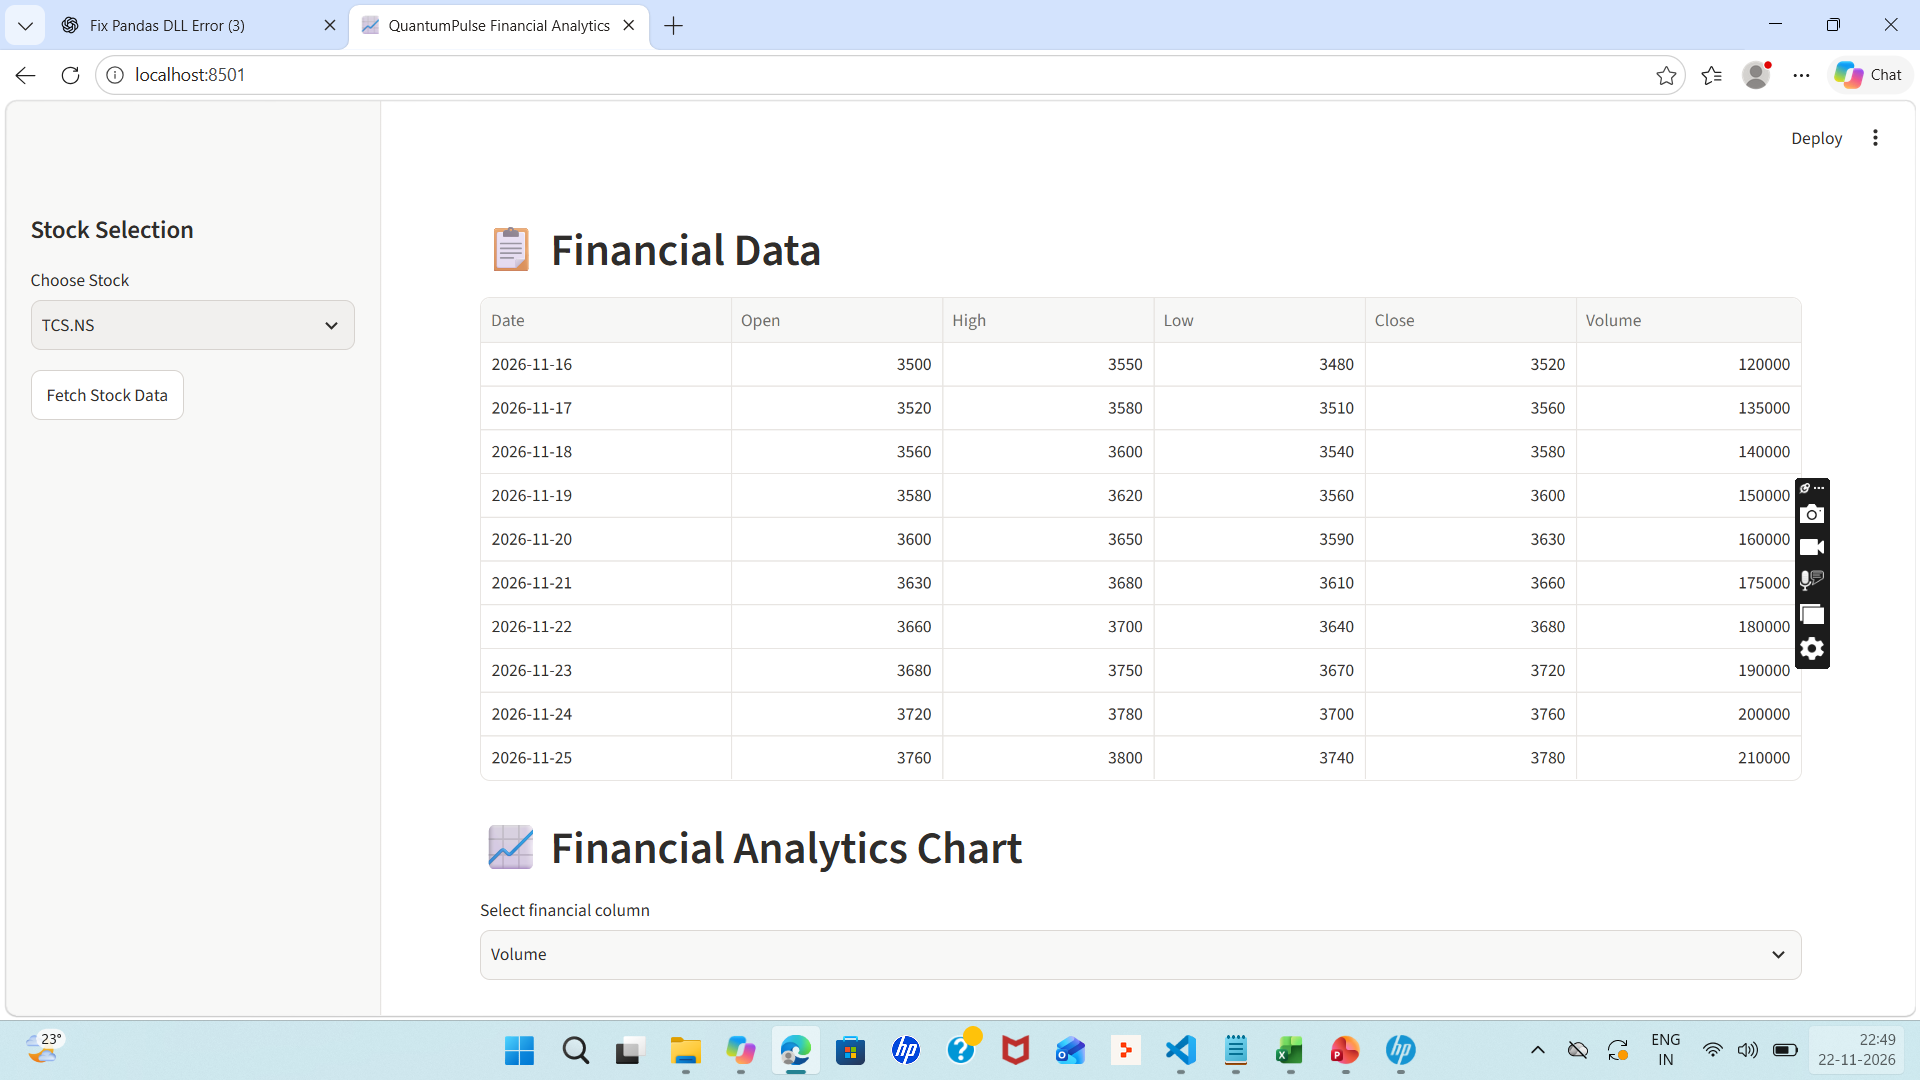 Fix Pandas DLL Error (3)
QuantumPulse Financial Analytics
localhost:8501
Chat
Deploy
Stock Selection
Choose Stock
TCS.NS
Fetch Stock Data
Financial Data
Date Open High Low Close Volume
2026-11-16 3500 3550 3480 3520 120000
2026-11-17 3520 3580 3510 3560 135000
2026-11-18 3560 3600 3540 3580 140000
2026-11-19 3580 3620 3560 3600 150000
2026-11-20 3600 3650 3590 3630 160000
2026-11-21 3630 3680 3610 3660 175000
2026-11-22 3660 3700 3640 3680 180000
2026-11-23 3680 3750 3670 3720 190000
2026-11-24 3720 3780 3700 3760 200000
2026-11-25 3760 3800 3740 3780 210000
Financial Analytics Chart
Select financial column
Volume
23°
ENG
IN
22:49
22-11-2026